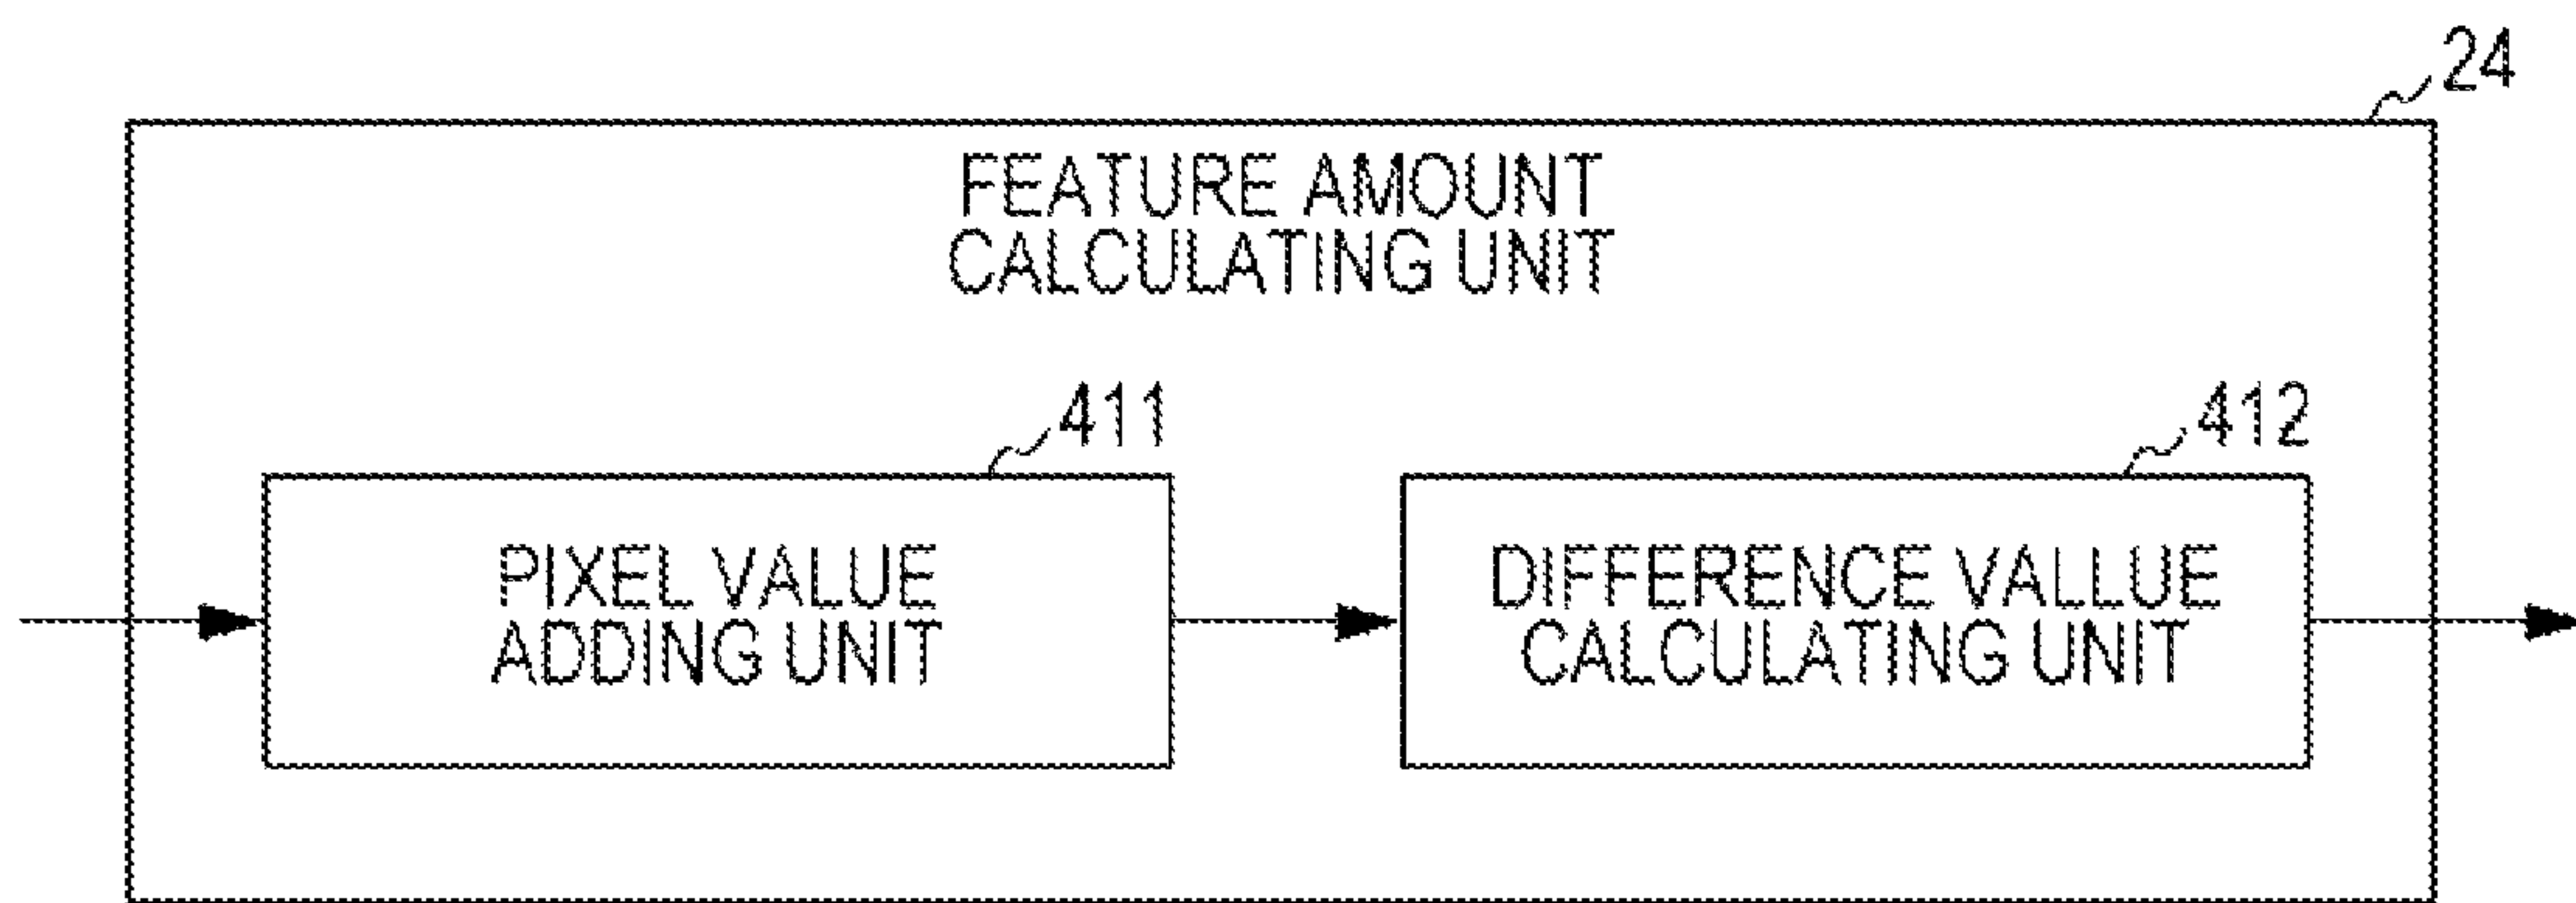 24
FEATURE AMOUNT
CALCULATING UNIT
411
PIXEL VALUE
ADDING UNIT
412
DIFFERENCE VALLUE
CALCULATING UNIT